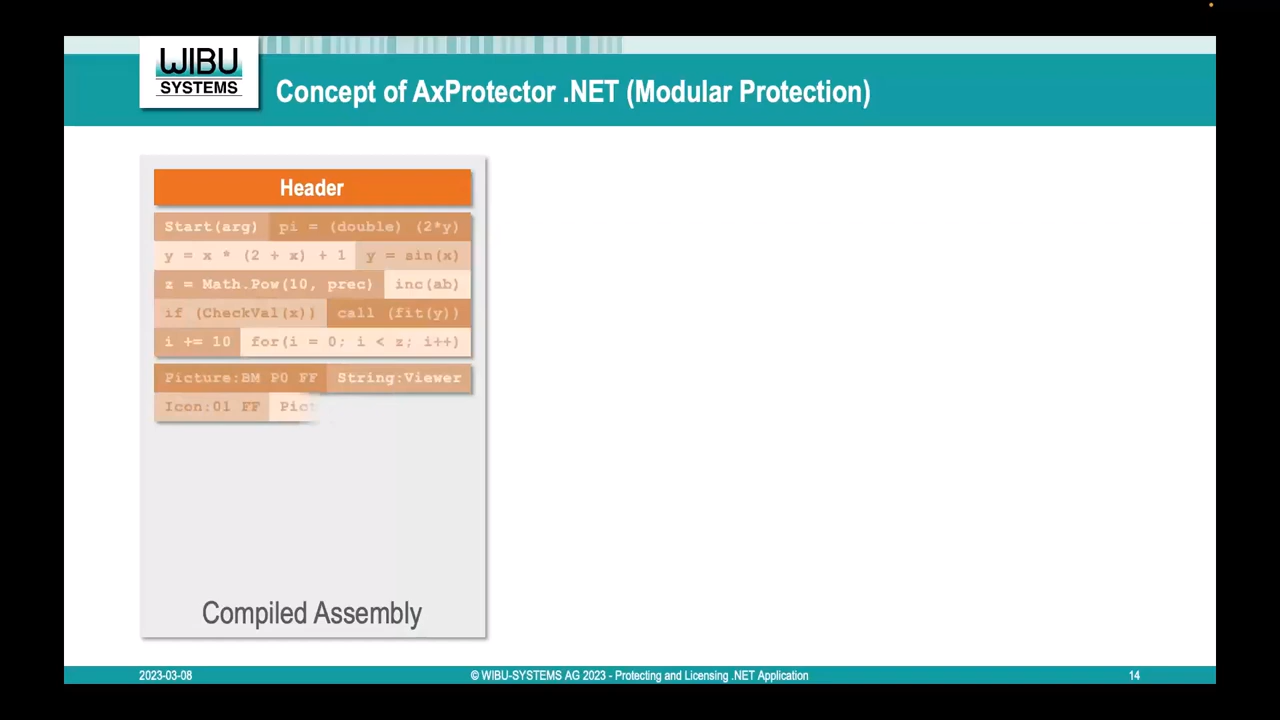 WIBU
SYSTEMS
Concept of AxProtector .NET (Modular Protection)
Header
Start(arg) pi = (double) (2*y)
y = x * (2 + x) + 1 y = sin(x)
z = Math.Pow(10, prec) inc(ab)
if (CheckVal(x)) call (fit(y))
i += 10 for(i = 0; i < z; i++)
Picture:BM P0 FF String:Viewer
Icon:01 FF
Compiled Assembly
2023-03-08 © WIBU-SYSTEMS AG 2023 - Protecting and Licensing .NET Application 14